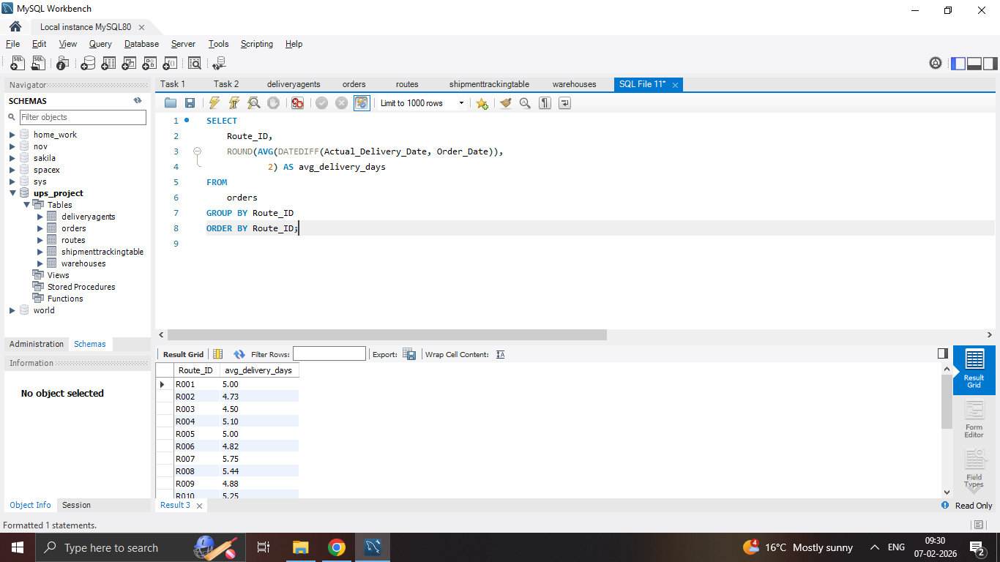 MySQL Workbench
Local instance MySQL80
File Edit View Query Database Server Tools Scripting Help
Navigator
SCHEMAS
Filter objects
home_work
nov
sakila
spacex
sys
ups_project
Tables
deliveryagents
orders
routes
shipmenttrackingtable
warehouses
Views
Stored Procedures
Functions
world
Administration Schemas
Information
No object selected
Object Info Session
Task 1 Task 2 deliveryagents orders routes shipmenttrackingtable warehouses SQL File 11*
Limit to 1000 rows
1 SELECT
2 Route_ID,
3 ROUND(AVG(DATEDIFF(Actual_Delivery_Date, Order_Date)),
4 2) AS avg_delivery_days
5 FROM
6 orders
7 GROUP BY Route_ID
8 ORDER BY Route_ID;
9
Result Grid Filter Rows: Export: Wrap Cell Content:
Route_ID avg_delivery_days
R001 5.00
R002 4.73
R003 4.50
R004 5.10
R005 5.00
R006 4.82
R007 5.75
R008 5.44
R009 4.88
R010 5.25
Result
Grid
Form
Editor
Field
Types
Result 3
Read Only
Formatted 1 statements.
Type here to search
4
16°C Mostly sunny
ENG
09:30
07-02-2026
2